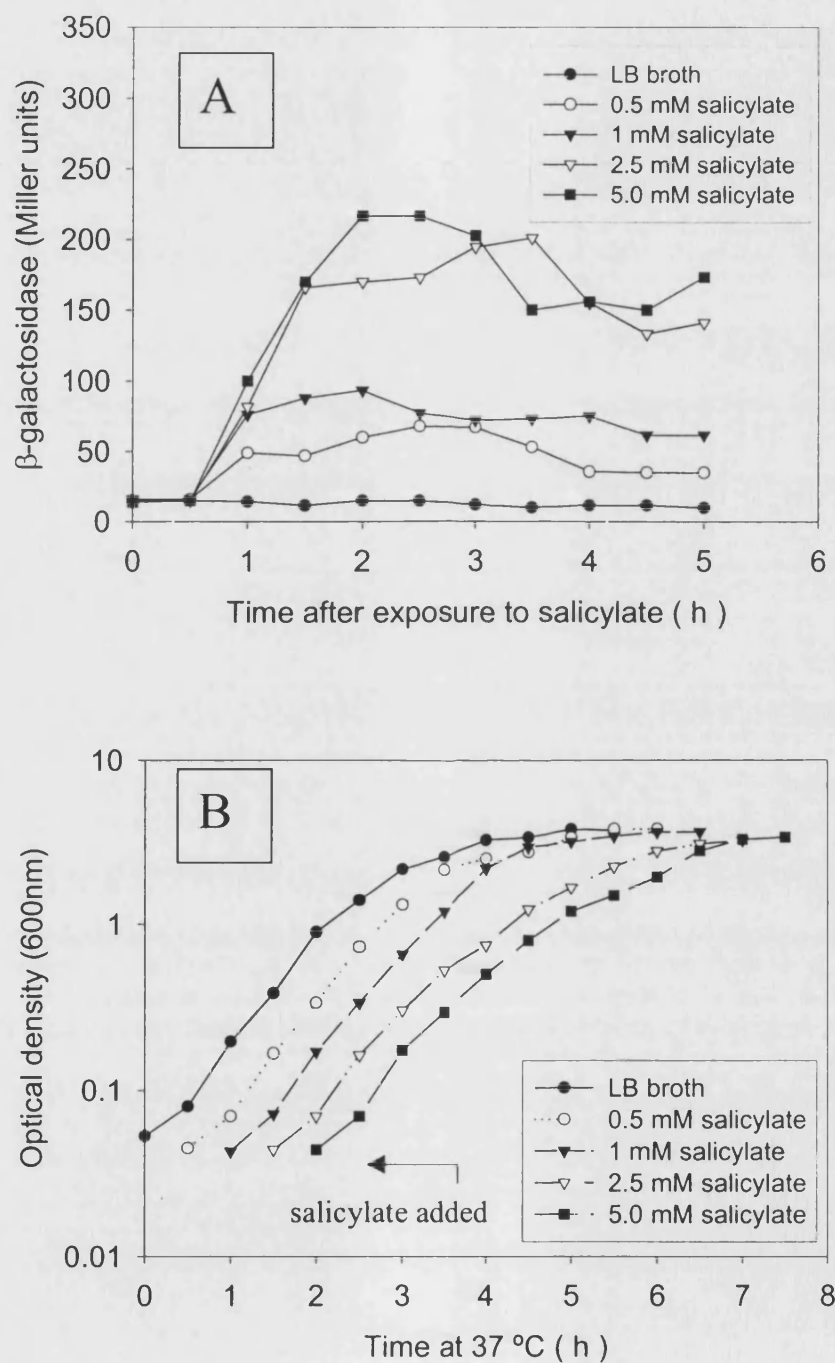 350
300
250
200
150
100
50
0
β-galactosidase (Miller units)
A
LB broth
0.5 mM salicylate
1 mM salicylate
2.5 mM salicylate
5.0 mM salicylate
0 1 2 3 4 5 6
Time after exposure to salicylate ( h )
10
1
0.1
0.01
Optical density (600nm)
B
salicylate added
LB broth
0.5 mM salicylate
1 mM salicylate
2.5 mM salicylate
5.0 mM salicylate
0 1 2 3 4 5 6 7 8
Time at 37 ºC ( h )